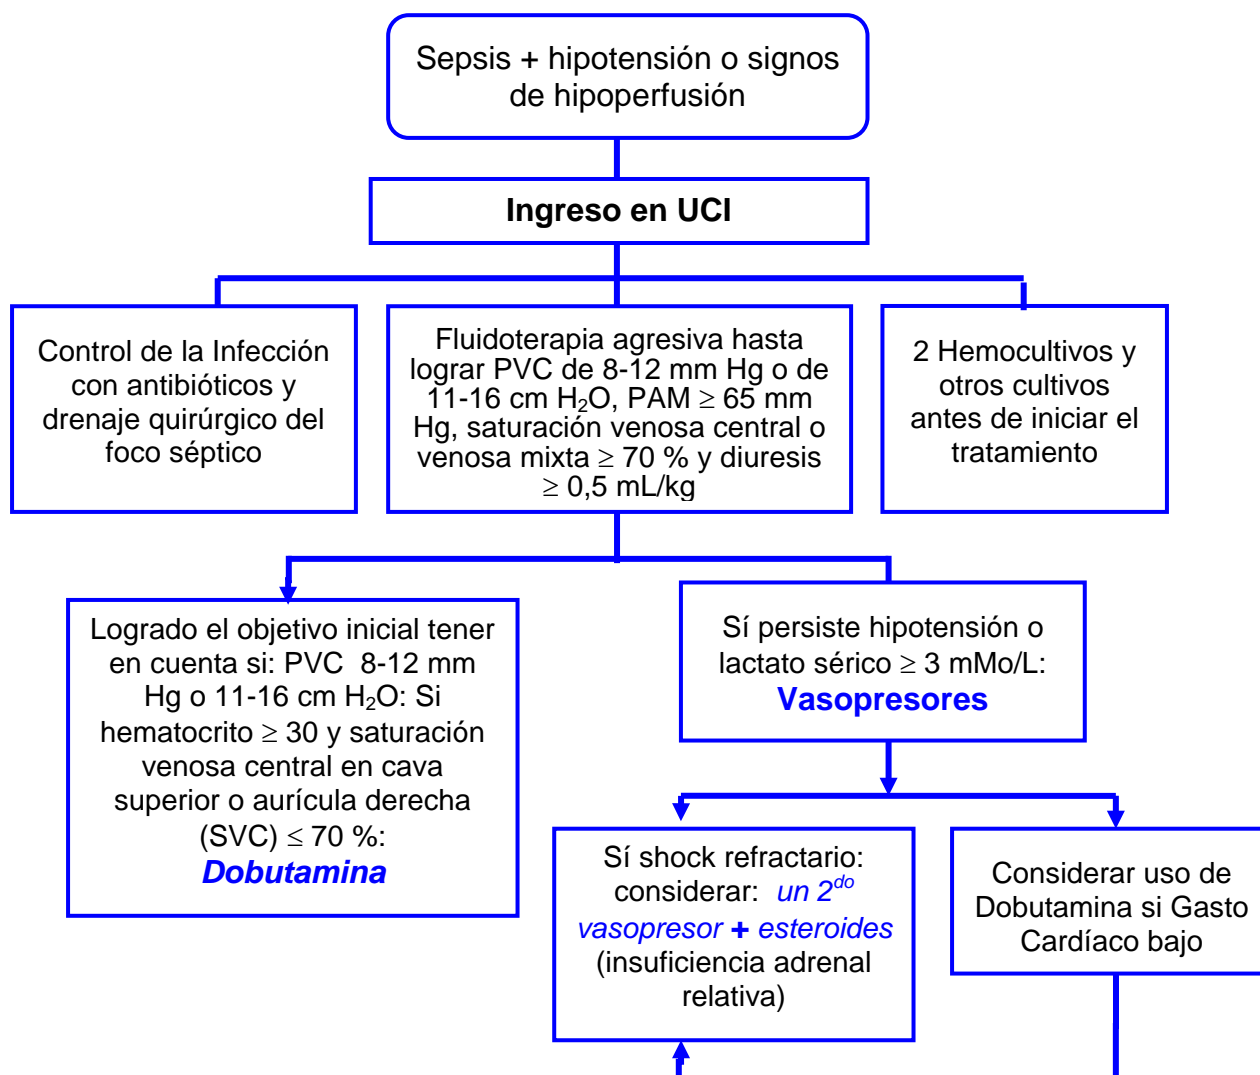 Sepsis + hipotensión o signos
de hipoperfusión
Ingreso en UCI
Control de la Infección
con antibióticos y
drenaje quirúrgico del
foco séptico
Fluidoterapia agresiva hasta
lograr PVC de 8-12 mm Hg o de
11-16 cm H₂O, PAM ≥ 65 mm
Hg, saturación venosa central o
venosa mixta ≥ 70 % y diuresis
≥ 0,5 mL/kg
2 Hemocultivos y
otros cultivos
antes de iniciar el
tratamiento
Logrado el objetivo inicial tener
en cuenta si: PVC 8-12 mm
Hg o 11-16 cm H₂O: Si
hematocrito ≥ 30 y saturación
venosa central en cava
superior o aurícula derecha
(SVC) ≤ 70 %:
Dobutamina
Sí persiste hipotensión o
lactato sérico ≥ 3 mMo/L:
Vasopresores
Sí shock refractario:
considerar: un 2do
vasopresor + esteroides
(insuficiencia adrenal
relativa)
Considerar uso de
Dobutamina si Gasto
Cardíaco bajo